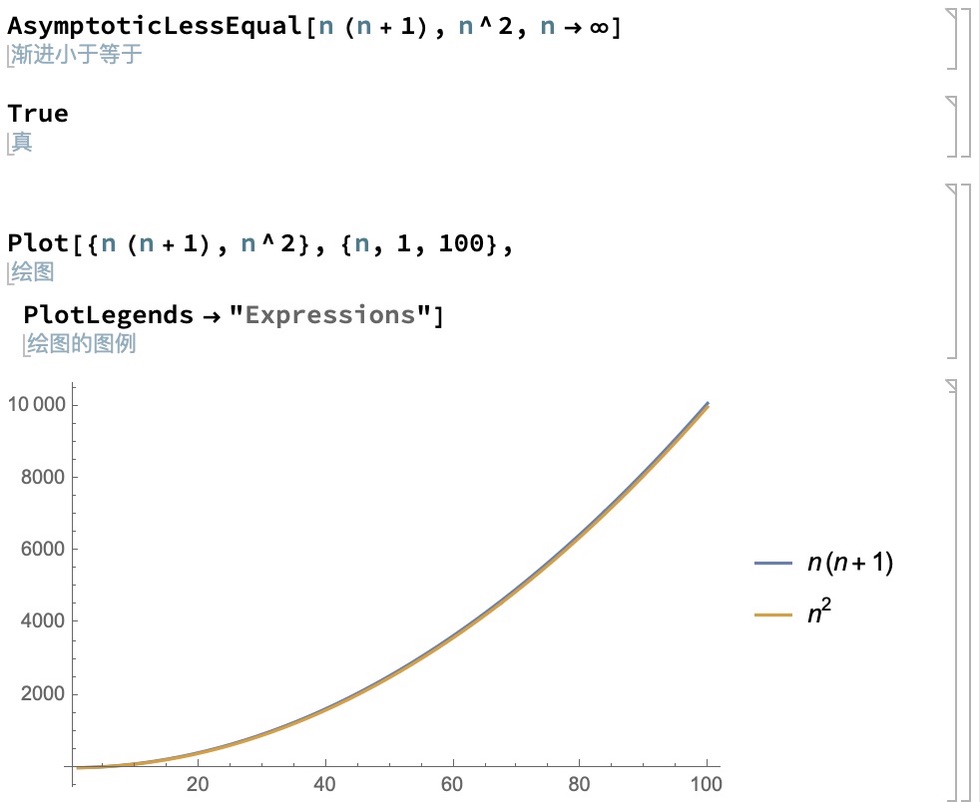 AsymptoticLessEqual[n (n + 1), n^2, n → ∞]
渐进小于等于
True
真
Plot[{n (n + 1), n^2}, {n, 1, 100},
绘图
PlotLegends → "Expressions"]
绘图的图例
10 000
8000
6000
4000
2000
20 40 60 80 100
n (n + 1)
n²